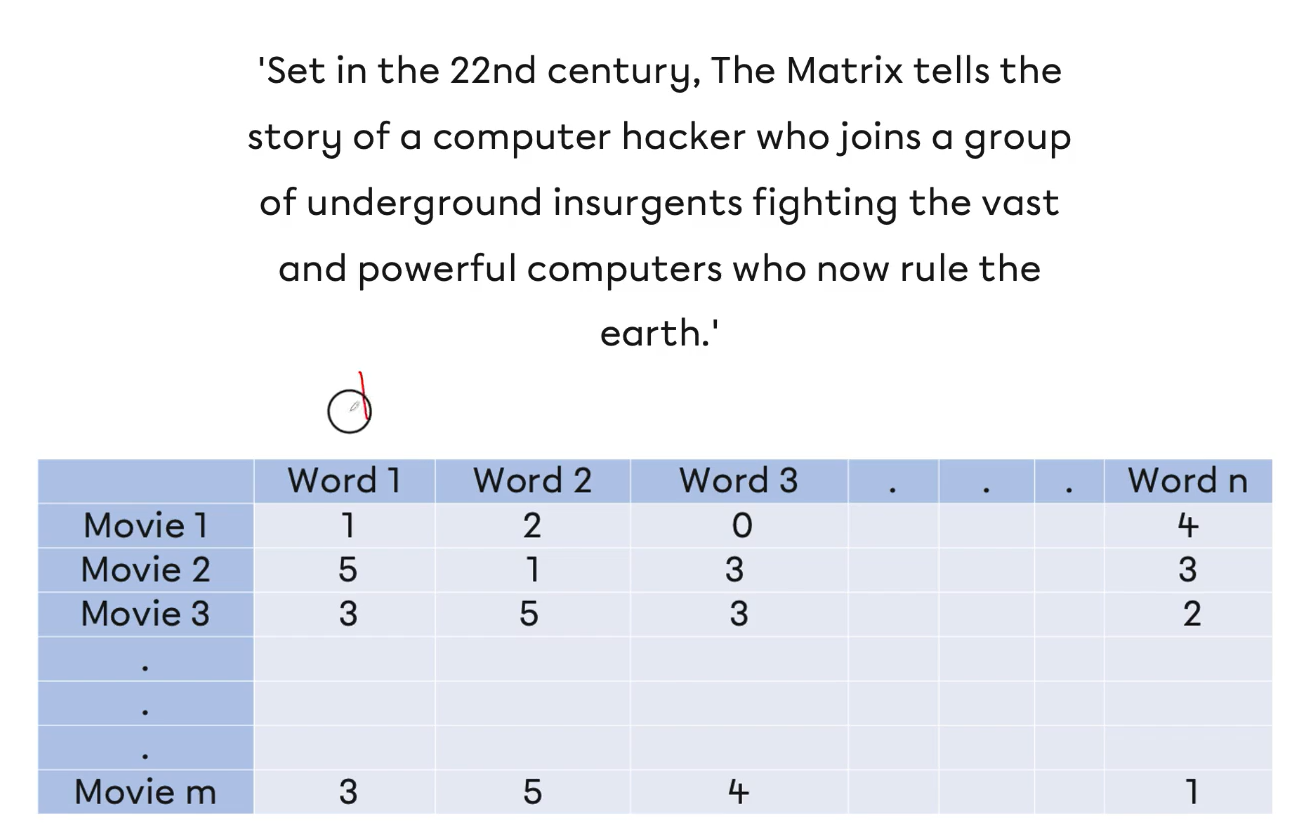 'Set in the 22nd century, The Matrix tells the
story of a computer hacker who joins a group
of underground insurgents fighting the vast
and powerful computers who now rule the
earth.'
Word 1 Word 2 Word 3 . . . Word n
Movie 1 1 2 0 4
Movie 2 5 1 3 3
Movie 3 3 5 3 2
.
.
.
Movie m 3 5 4 1